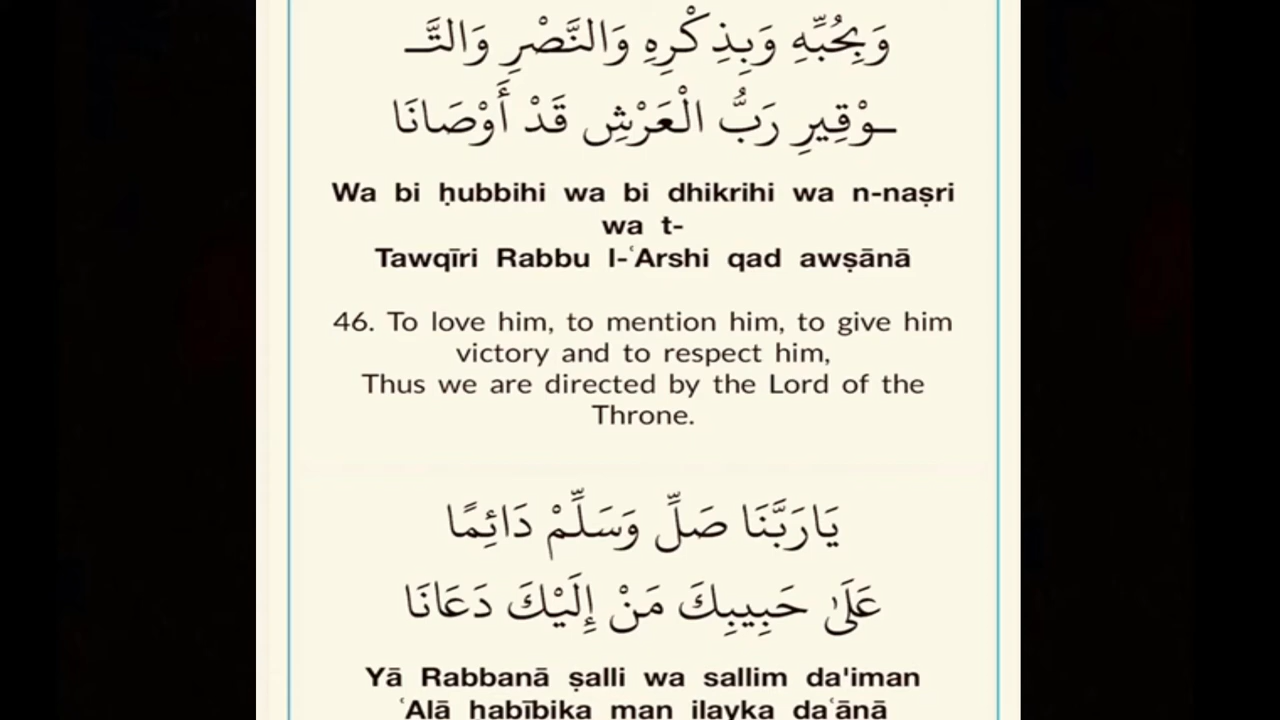 وَبِحُبِّهِ وَبِذِكْرِهِ وَالنَّصْرِ وَالتَّـ
ـوْقِيرِ رَبُّ الْعَرْشِ قَدْ أَوْصَانَا
Wa bi ḥubbihi wa bi dhikrihi wa n-naṣri
wa t-
Tawqīri Rabbu l-ʿArshi qad awṣānā
46. To love him, to mention him, to give him
victory and to respect him,
Thus we are directed by the Lord of the
Throne.
يَارَبَّنَا صَلِّ وَسَلِّمْ دَائِمًا
عَلَىٰ حَبِيبِكَ مَنْ إِلَيْكَ دَعَانَا
Yā Rabbanā ṣalli wa sallim da'iman
ʿAlā ḥabībika man ilayka daʿānā